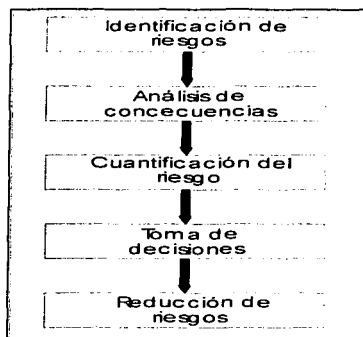 Identificación de
riesgos
Análisis de
concecuencias
Cuantificación del
riesgo
Toma de
decisiones
Reducción de
riesgos